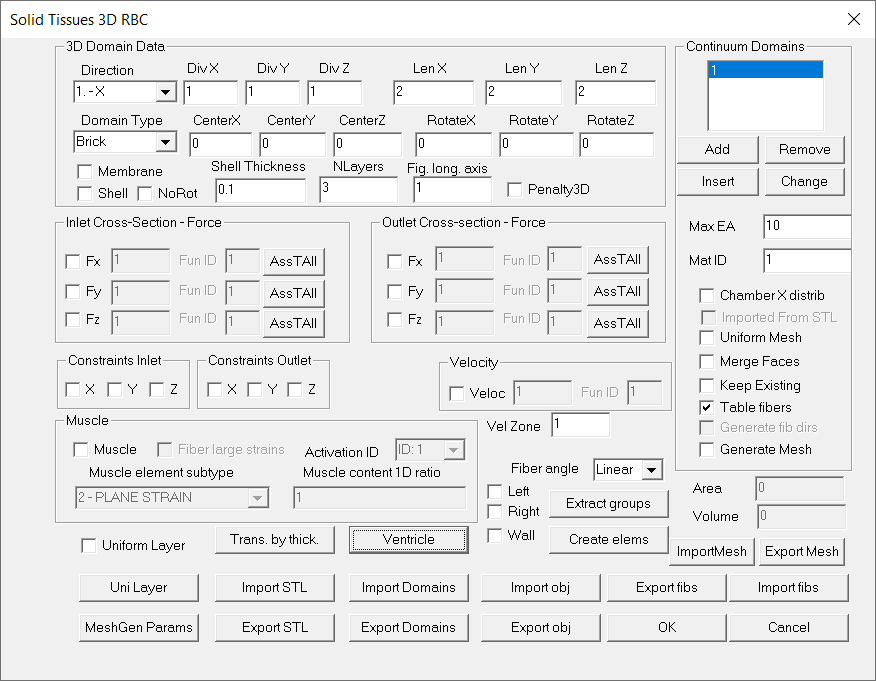 Solid Tissues 3D RBC
3D Domain Data
Direction Div X Div Y Div Z Len X Len Y Len Z
1. - X 1 1 1 2 2 2
Domain Type CenterX CenterY CenterZ RotateX RotateY RotateZ
Brick 0 0 0 0 0 0
Membrane Shell Thickness NLayers Fig. long. axis
Shell NoRot 0.1 3 1 Penalty3D
Continuum Domains
1
Add Remove
Insert Change
Max EA 10
Mat ID 1
Chamber X distrib
Imported From STL
Uniform Mesh
Merge Faces
Keep Existing
Table fibers
Generate fib dirs
Generate Mesh
Inlet Cross-Section - Force
Fx 1 Fun ID 1 AssTAll
Fy 1 Fun ID 1 AssTAll
Fz 1 Fun ID 1 AssTAll
Outlet Cross-section - Force
Fx 1 Fun ID 1 AssTAll
Fy 1 Fun ID 1 AssTAll
Fz 1 Fun ID 1 AssTAll
Constraints Inlet
X Y Z
Constraints Outlet
X Y Z
Velocity
Veloc 1 Fun ID 1
Muscle
Muscle Fiber large strains Activation ID ID: 1
Muscle element subtype Muscle content 1D ratio
2 - PLANE STRAIN 1
Vel Zone 1
Fiber angle Linear
Left
Right Extract groups
Wall Create elems
Area 0
Volume 0
ImportMesh Export Mesh
Uniform Layer Trans. by thick. Ventricle
Uni Layer Import STL Import Domains Import obj Export fibs Import fibs
MeshGen Params Export STL Export Domains Export obj OK Cancel